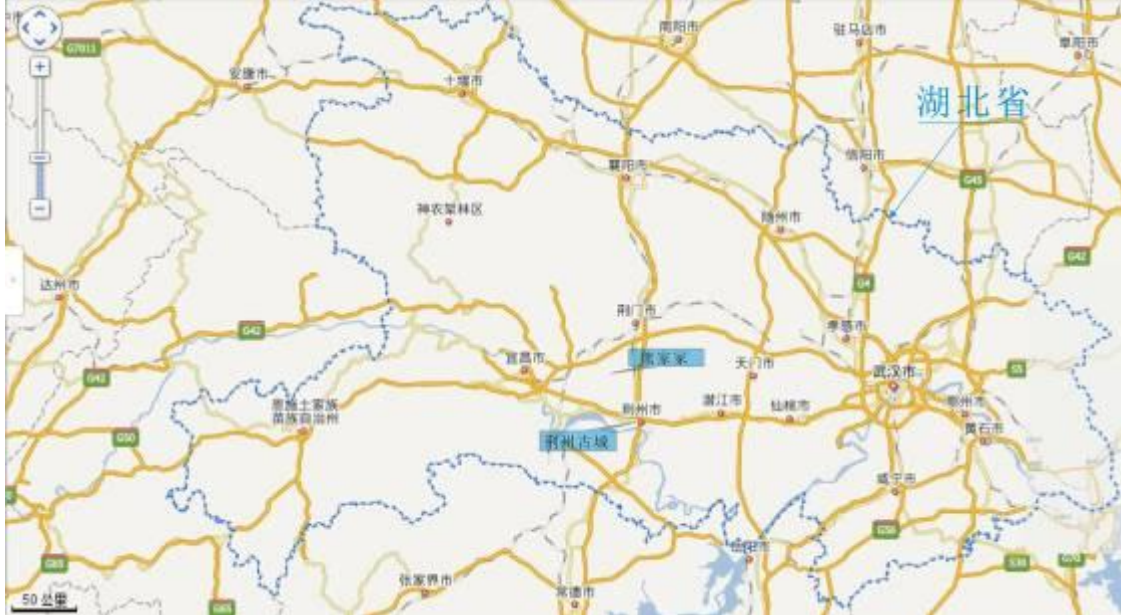 南阳市
驻马店市
阜阳市
G7011
安康市
十堰市
湖北省
襄阳市
信阳市
G45
神农架林区
随州市
G42
达州市
G4
荆门市
孝感市
G42
宜昌市
熊家冢
天门市
武汉市
S5
G42
恩施土家族
苗族自治州
荆州市
潜江市
仙桃市
鄂州市
黄石市
G50
荆州古城
咸宁市
G56
岳阳市
G65
S38
张家界市
常德市
G65
50 公里